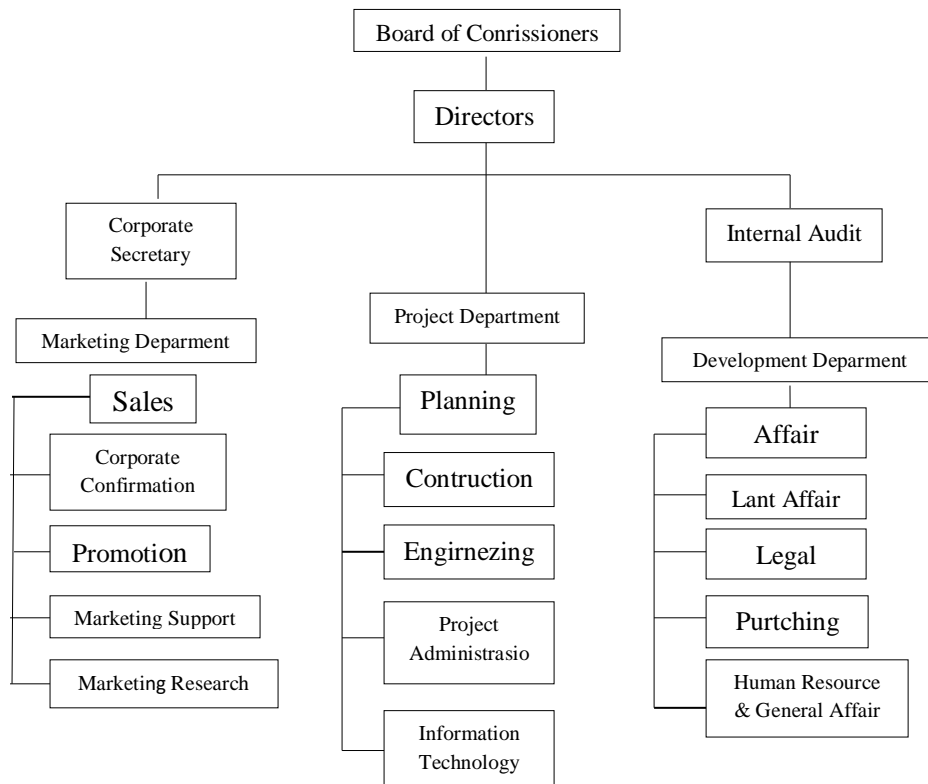 Board of Conrissioners
Directors
Corporate
Secretary
Internal Audit
Marketing Deparment
Project Department
Development Deparment
Sales
Corporate
Confirmation
Promotion
Marketing Support
Marketing Research
Planning
Contruction
Engirnezing
Project
Administrasio
Information
Technology
Affair
Lant Affair
Legal
Purtching
Human Resource
& General Affair